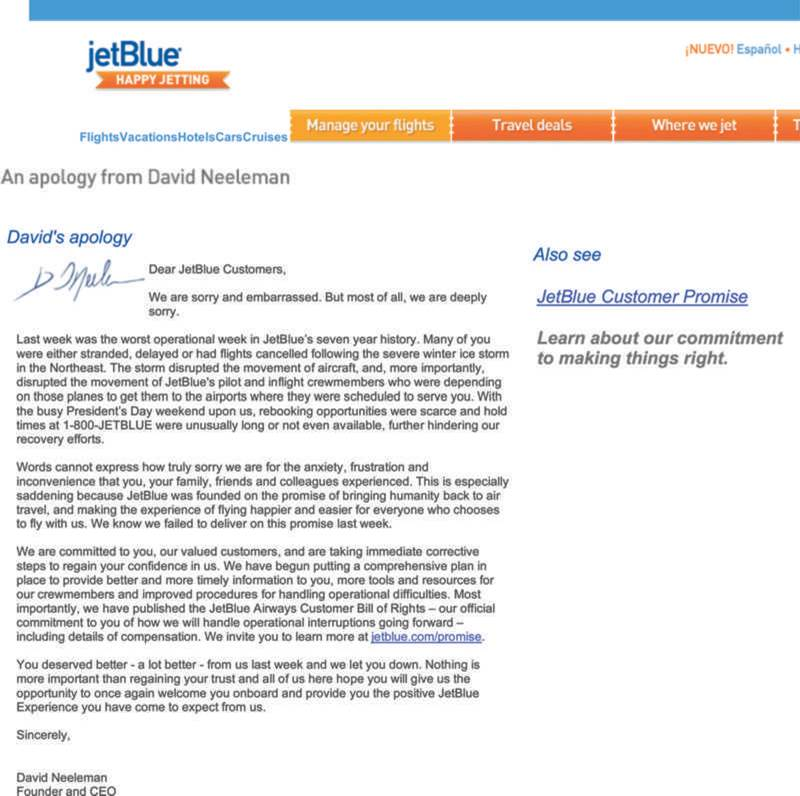 jetBlue
HAPPY JETTING
¡NUEVO! Español • H
FlightsVacationsHotelsCarsCruises
Manage your flights
Travel deals
Where we jet
T
An apology from David Neeleman
David's apology
D Neele
Dear JetBlue Customers,
We are sorry and embarrassed. But most of all, we are deeply
sorry.
Last week was the worst operational week in JetBlue's seven year history. Many of you
were either stranded, delayed or had flights cancelled following the severe winter ice storm
in the Northeast. The storm disrupted the movement of aircraft, and, more importantly,
disrupted the movement of JetBlue's pilot and inflight crewmembers who were depending
on those planes to get them to the airports where they were scheduled to serve you. With
the busy President's Day weekend upon us, rebooking opportunities were scarce and hold
times at 1-800-JETBLUE were unusually long or not even available, further hindering our
recovery efforts.
Words cannot express how truly sorry we are for the anxiety, frustration and
inconvenience that you, your family, friends and colleagues experienced. This is especially
saddening because JetBlue was founded on the promise of bringing humanity back to air
travel, and making the experience of flying happier and easier for everyone who chooses
to fly with us. We know we failed to deliver on this promise last week.
We are committed to you, our valued customers, and are taking immediate corrective
steps to regain your confidence in us. We have begun putting a comprehensive plan in
place to provide better and more timely information to you, more tools and resources for
our crewmembers and improved procedures for handling operational difficulties. Most
importantly, we have published the JetBlue Airways Customer Bill of Rights – our official
commitment to you of how we will handle operational interruptions going forward –
including details of compensation. We invite you to learn more at jetblue.com/promise.
You deserved better - a lot better - from us last week and we let you down. Nothing is
more important than regaining your trust and all of us here hope you will give us the
opportunity to once again welcome you onboard and provide you the positive JetBlue
Experience you have come to expect from us.
Sincerely,
David Neeleman
Founder and CEO
Also see
JetBlue Customer Promise
Learn about our commitment
to making things right.